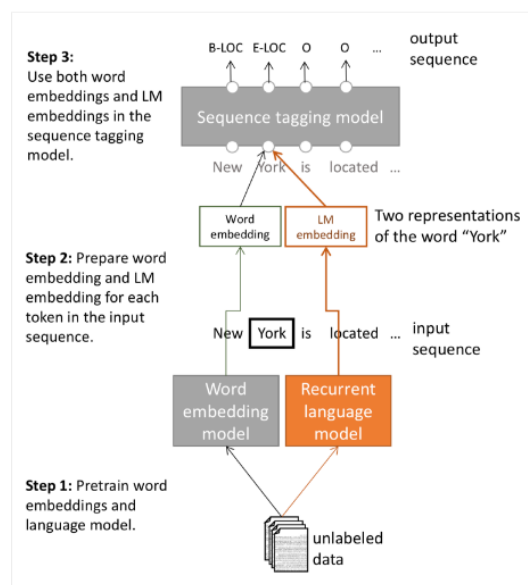 B-LOC E-LOC O O ...
output
sequence
Step 3:
Use both word
embeddings and LM
embeddings in the
sequence tagging
model.
Sequence tagging model
New York is located ...
Word
embedding
LM
embedding
Two representations
of the word “York”
Step 2: Prepare word
embedding and LM
embedding for each
token in the input
sequence.
New York is located ...
input
sequence
Word
embedding
model
Recurrent
language
model
Step 1: Pretrain word
embeddings and
language model.
unlabeled
data